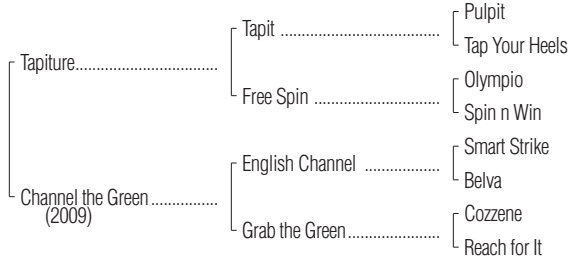 Pulpit
Tapit ....................................
Tap Your Heels
Tapiture................................
Olympio
Free Spin ............................
Spin n Win
Smart Strike
English Channel .................
Belva
Channel the Green...............
(2009)
Cozzene
Grab the Green.....................
Reach for It